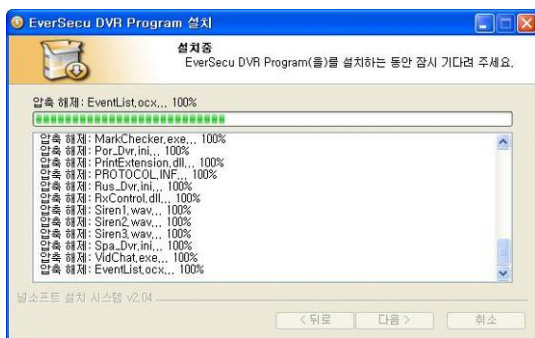 EverSecu DVR Program 설치
설치중
EverSecu DVR Program(을)를 설치하는 동안 잠시 기다려 주세요.
압축 해제: EventList.ocx... 100%
압축 해제: MarkChecker.exe... 100%
압축 해제: Por_Dvr.ini... 100%
압축 해제: PrintExtension.dll... 100%
압축 해제: PROTOCOL.INF... 100%
압축 해제: Rus_Dvr.ini... 100%
압축 해제: RxControl.dll... 100%
압축 해제: Siren1.wav... 100%
압축 해제: Siren2.wav... 100%
압축 해제: Siren3.wav... 100%
압축 해제: Spa_Dvr.ini... 100%
압축 해제: VidChat.exe... 100%
압축 해제: EventList.ocx... 100%
널소프트 설치 시스템 v2.04
< 뒤로 다음 > 취소